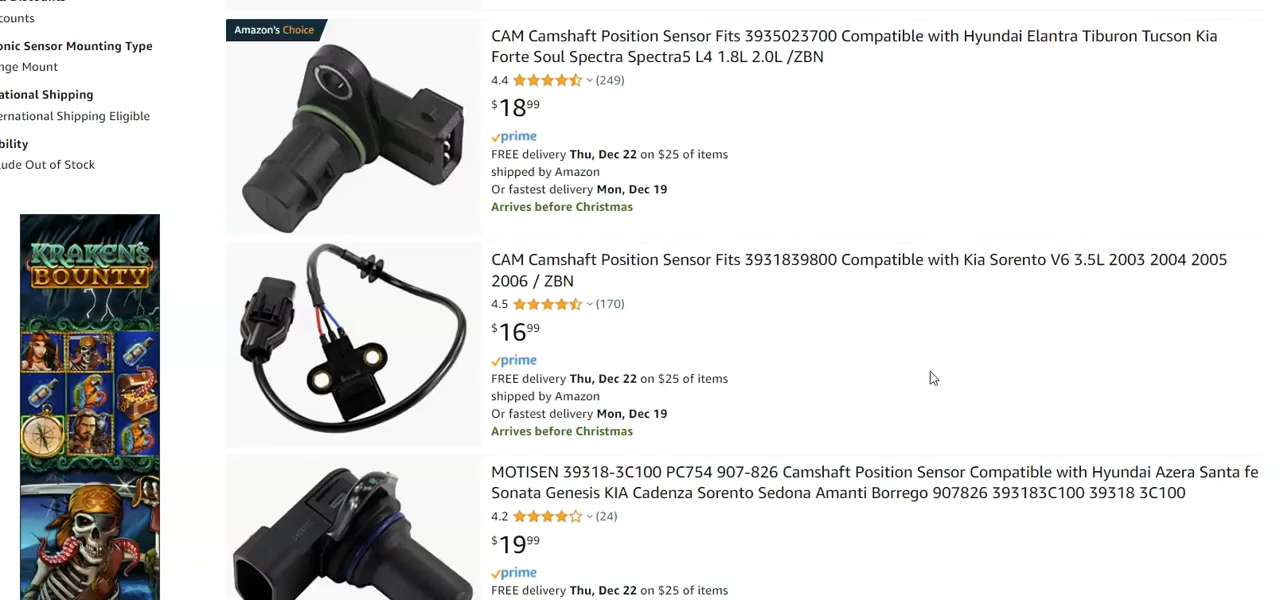 counts
onic Sensor Mounting Type
nge Mount
ational Shipping
ernational Shipping Eligible
bility
ude Out of Stock
KRAKEN'S
BOUNTY
Amazon's Choice
CAM Camshaft Position Sensor Fits 3935023700 Compatible with Hyundai Elantra Tiburon Tucson Kia
Forte Soul Spectra Spectra5 L4 1.8L 2.0L /ZBN
4.4 (249)
$18 99
prime
FREE delivery Thu, Dec 22 on $25 of items
shipped by Amazon
Or fastest delivery Mon, Dec 19
Arrives before Christmas
CAM Camshaft Position Sensor Fits 3931839800 Compatible with Kia Sorento V6 3.5L 2003 2004 2005
2006 / ZBN
4.5 (170)
$16 99
prime
FREE delivery Thu, Dec 22 on $25 of items
shipped by Amazon
Or fastest delivery Mon, Dec 19
Arrives before Christmas
MOTISEN 39318-3C100 PC754 907-826 Camshaft Position Sensor Compatible with Hyundai Azera Santa fe
Sonata Genesis KIA Cadenza Sorento Sedona Amanti Borrego 907826 393183C100 39318 3C100
4.2 (24)
$19 99
prime
FREE delivery Thu, Dec 22 on $25 of items